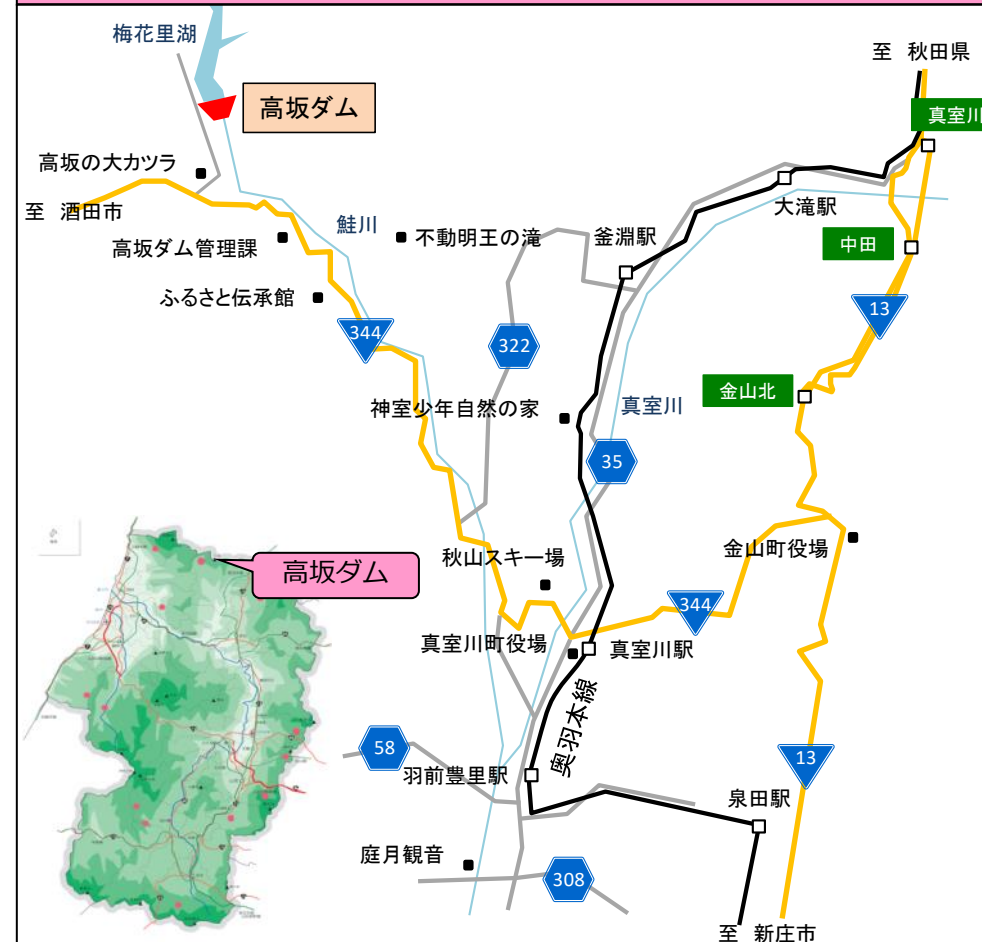 梅花里湖
至 秋田県
高坂ダム
真室川
高坂の大カツラ
大滝駅
至 酒田市
鮭川
不動明王の滝
釜淵駅
高坂ダム管理課
中田
ふるさと伝承館
13
344
322
金山北
神室少年自然の家
真室川
35
秋山スキー場
金山町役場
高坂ダム
344
真室川町役場
真室川駅
奥羽本線
58
羽前豊里駅
13
泉田駅
庭月観音
308
至 新庄市